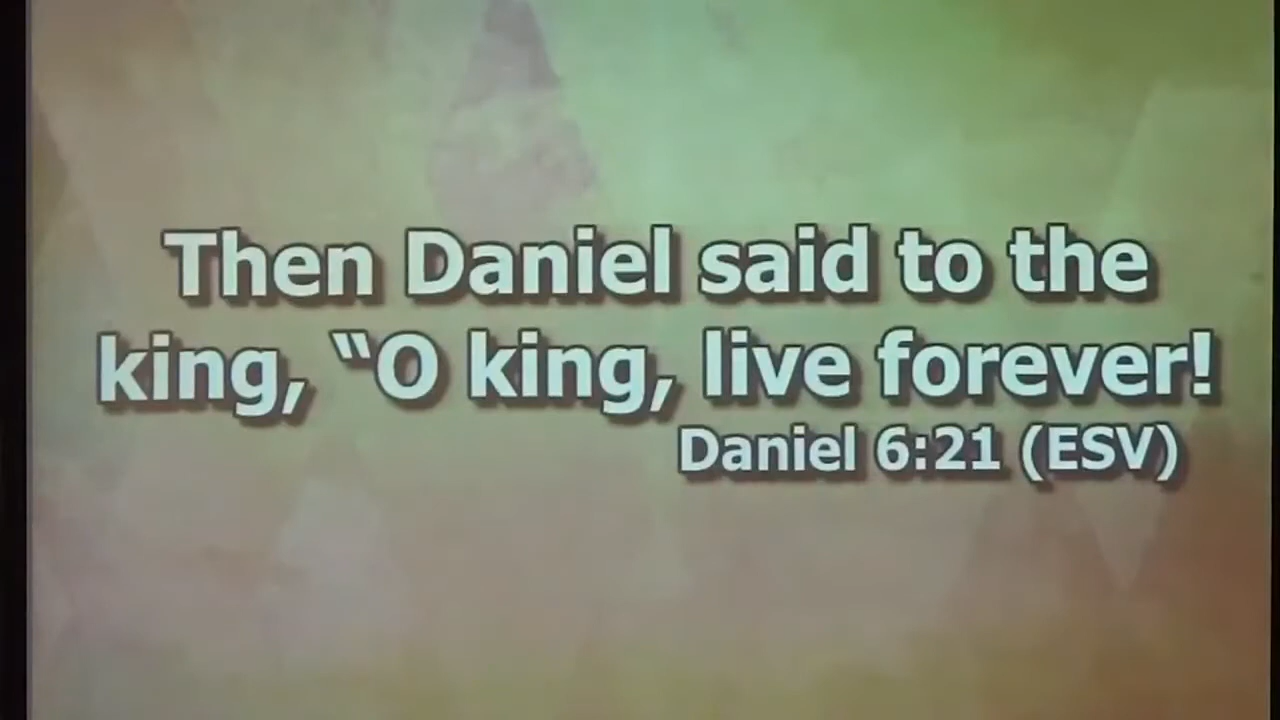 Then Daniel said to the
king, “O king, live forever!
Daniel 6:21 (ESV)